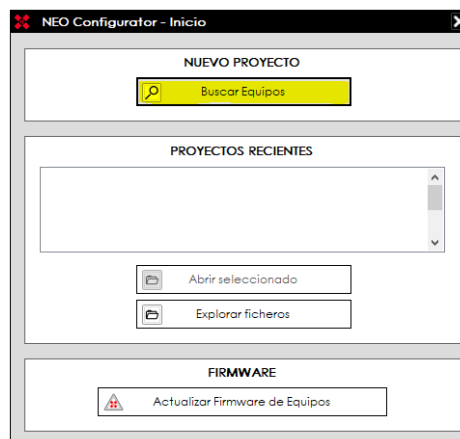 NEO Configurator - Inicio
NUEVO PROYECTO
Buscar Equipos
PROYECTOS RECIENTES
Abrir seleccionado
Explorar ficheros
FIRMWARE
Actualizar Firmware de Equipos